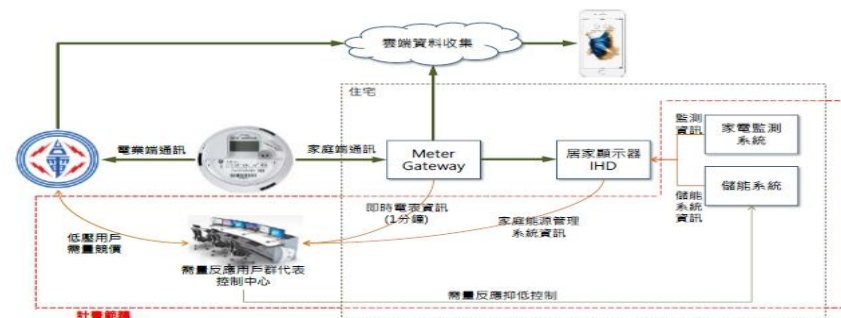 雲端資料收集
住宅
電業端通訊
家庭端通訊
Meter
Gateway
居家顯示器
IHD
監測
資訊
家電監測
系統
儲能
系統
資訊
儲能系統
即時電表資訊
(1分鐘)
家庭能源管理
系統資訊
低壓用戶
需量競價
需量反應用戶群代表
控制中心
需量反應抑低控制
計畫範疇